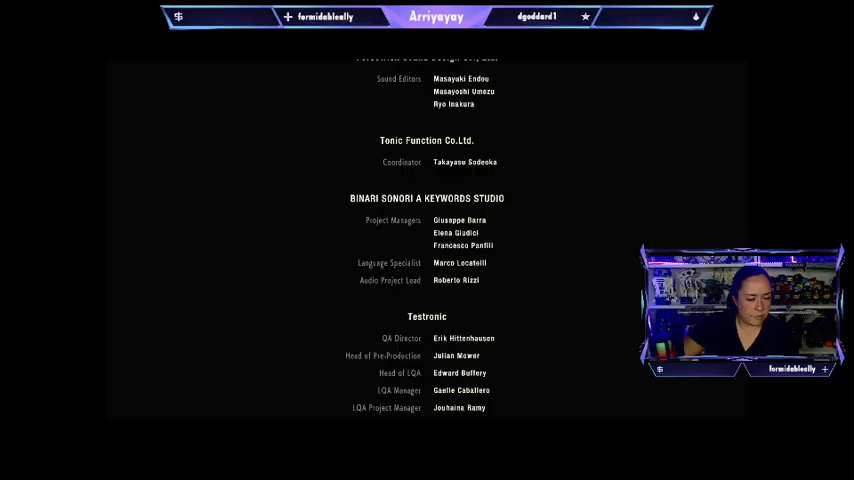 formidableally
Arriyayay
dgoddard1
Sound Editors Masayuki Endou
Masayoshi Umezu
Ryo Inakura
Tonic Function Co.Ltd.
Coordinator Takayasu Sodeoka
BINARI SONORI A KEYWORDS STUDIO
Project Managers Giuseppe Barra
Elena Giudici
Francesco Panfili
Language Specialist Marco Locatelli
Audio Project Lead Roberto Rizzi
Testronic
QA Director Erik Hittenhausen
Head of Pre-Production Julian Mower
Head of LQA Edward Buffery
LQA Manager Gaelle Caballero
LQA Project Manager Jouhaina Ramy
formidableally